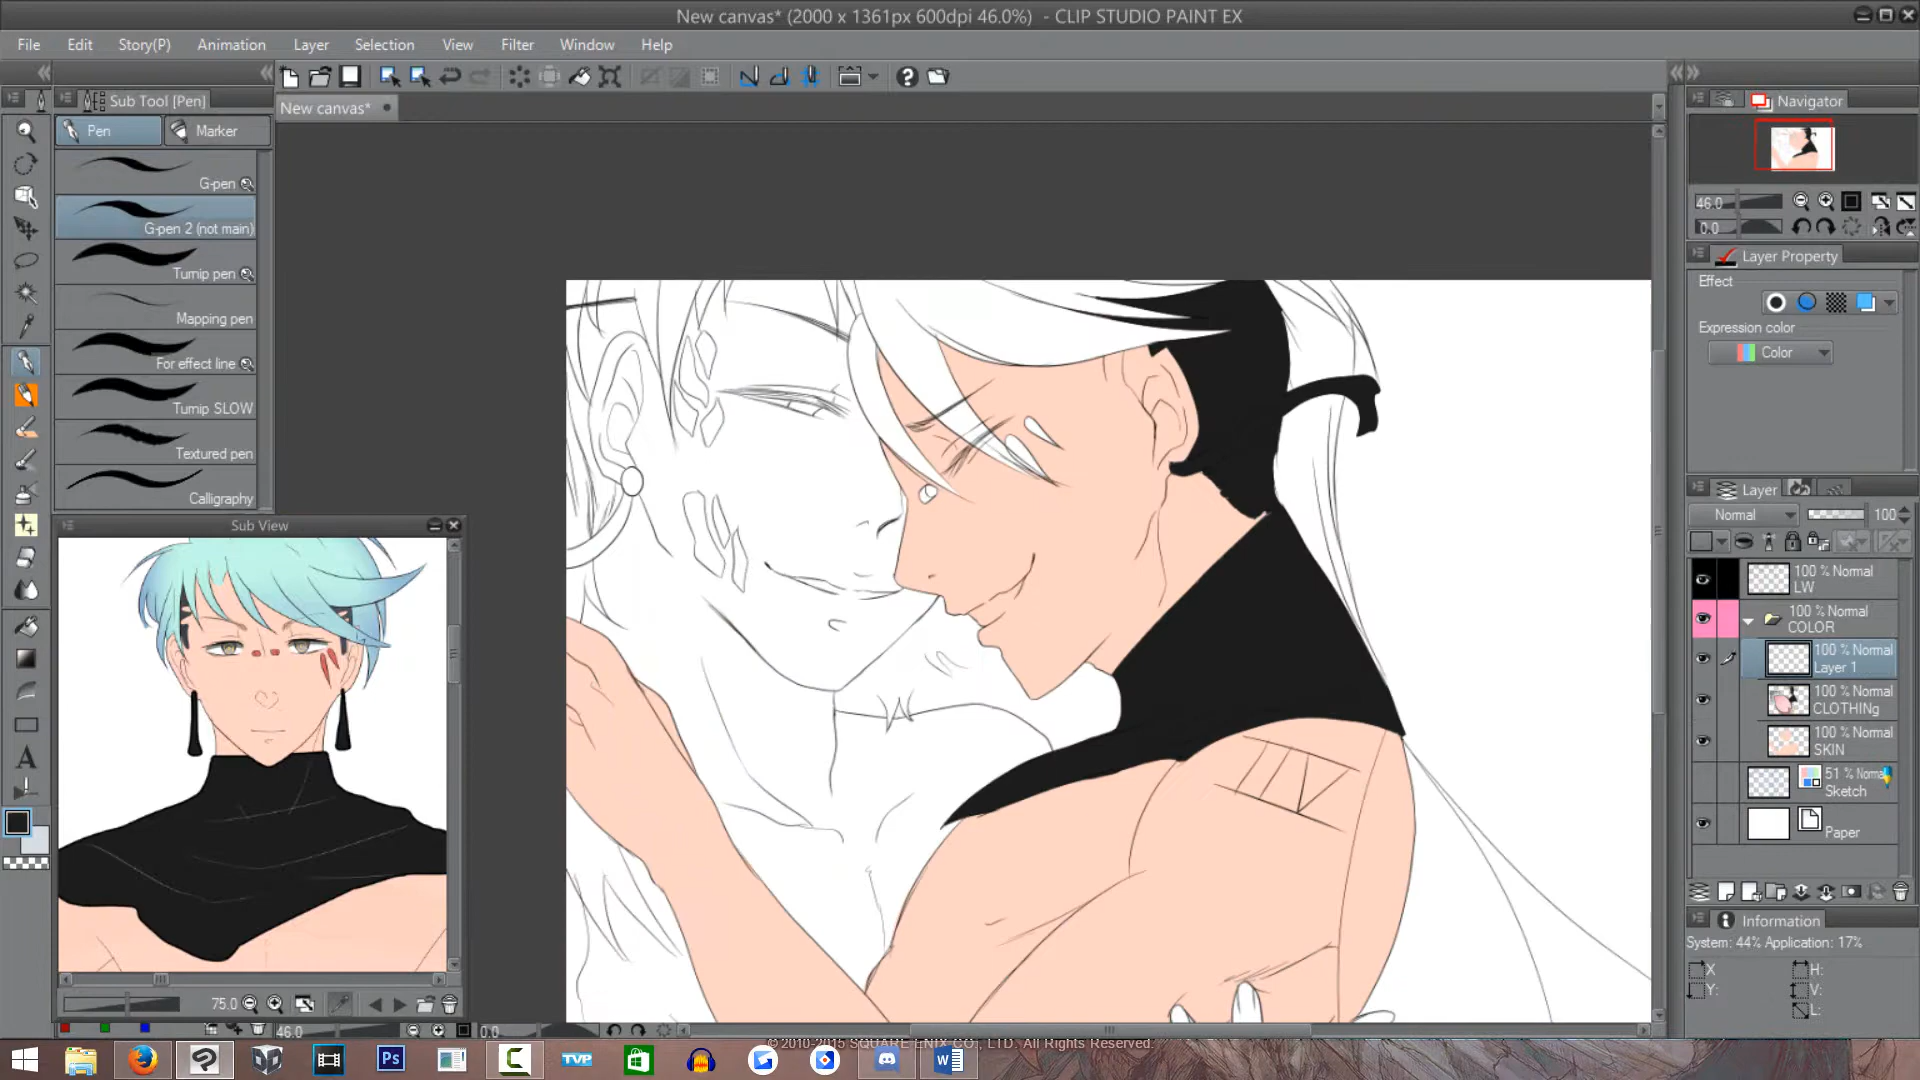 New canvas* (2000 x 1361px 600dpi 46.0%) - CLIP STUDIO PAINT EX
File Edit Story(P) Animation Layer Selection View Filter Window Help
Sub Tool [Pen]
New canvas*
Navigator
Pen Marker
G-pen
G-pen 2 (not main)
Turnip pen
Mapping pen
For effect line
Turnip SLOW
Textured pen
Calligraphy
Sub View
75.0
46.0
0.0
46.0
0.0
Layer Property
Effect
Expression color
Color
Layer
Normal 100
100 % Normal
LW
100 % Normal
COLOR
100 % Normal
Layer 1
100 % Normal
CLOTHINg
100 % Normal
SKIN
51 % Norma
Sketch
Paper
Information
System: 44% Application: 17%
X H:
Y: V:
L:
IV
© 2010-2015 SQUARE ENIX CO., LTD. All Rights Reserved.
Ps
TVP